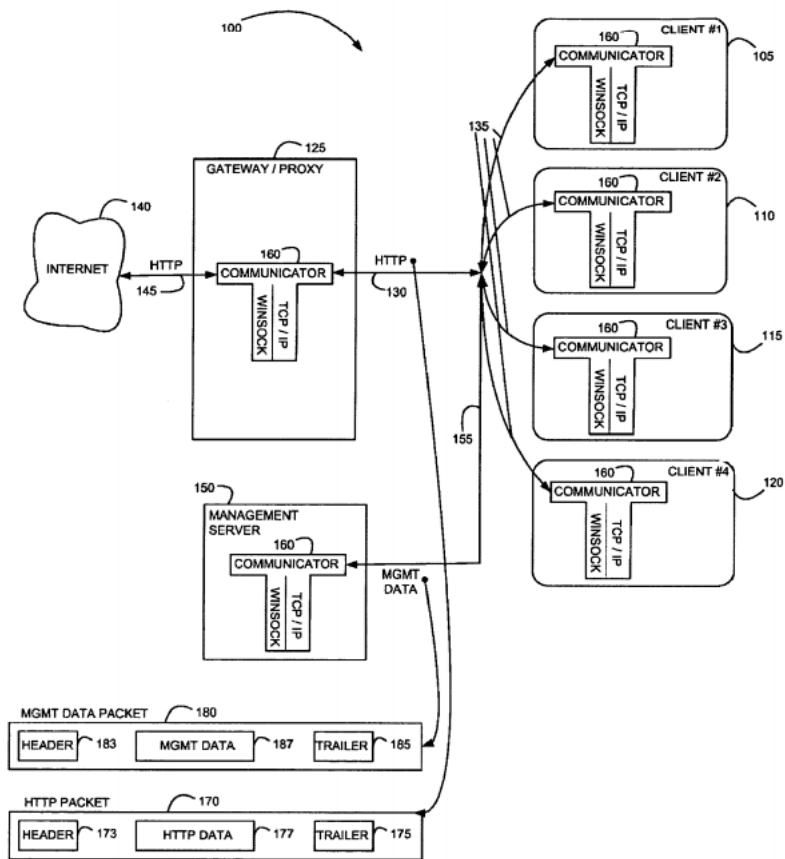 100
160
CLIENT #1
COMMUNICATOR
105
WINSOCK
TCP / IP
135
125
GATEWAY / PROXY
160
CLIENT #2
COMMUNICATOR
110
WINSOCK
TCP / IP
140
INTERNET
HTTP
145
160
COMMUNICATOR
WINSOCK
TCP / IP
HTTP
130
160
CLIENT #3
COMMUNICATOR
115
WINSOCK
TCP / IP
155
160
CLIENT #4
COMMUNICATOR
120
WINSOCK
TCP / IP
150
MANAGEMENT
SERVER
160
COMMUNICATOR
WINSOCK
TCP / IP
MGMT
DATA
MGMT DATA PACKET
180
HEADER
183
MGMT DATA
187
TRAILER
185
HTTP PACKET
170
HEADER
173
HTTP DATA
177
TRAILER
175